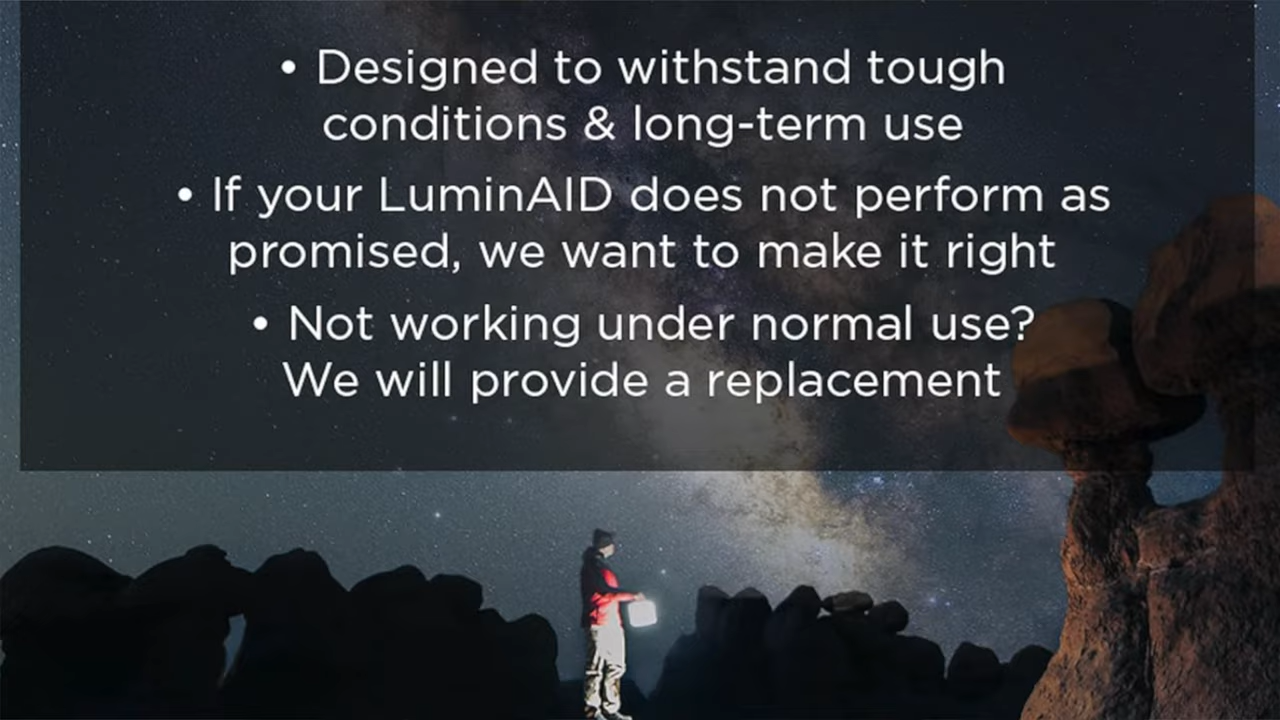 • Designed to withstand tough
conditions & long-term use
• If your LuminAID does not perform as
promised, we want to make it right
• Not working under normal use?
We will provide a replacement